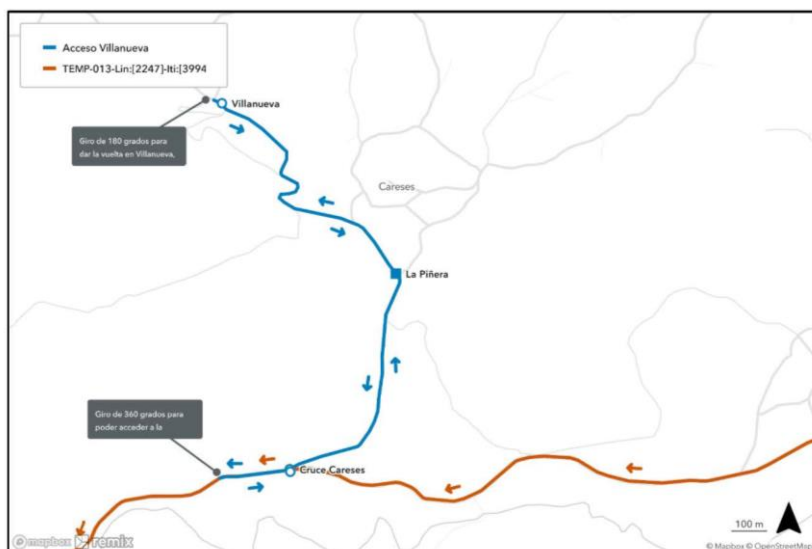 Acceso Villanueva
TEMP-013-Lin:[2247]-Iti:[3994
Villanueva
Giro de 180 grados para
dar la vuelta en Villanueva,
Careses
La Piñera
Giro de 360 grados para
poder acceder a la
Cruce Careses
100 m
mapbox remix
© Mapbox © OpenStreetMap